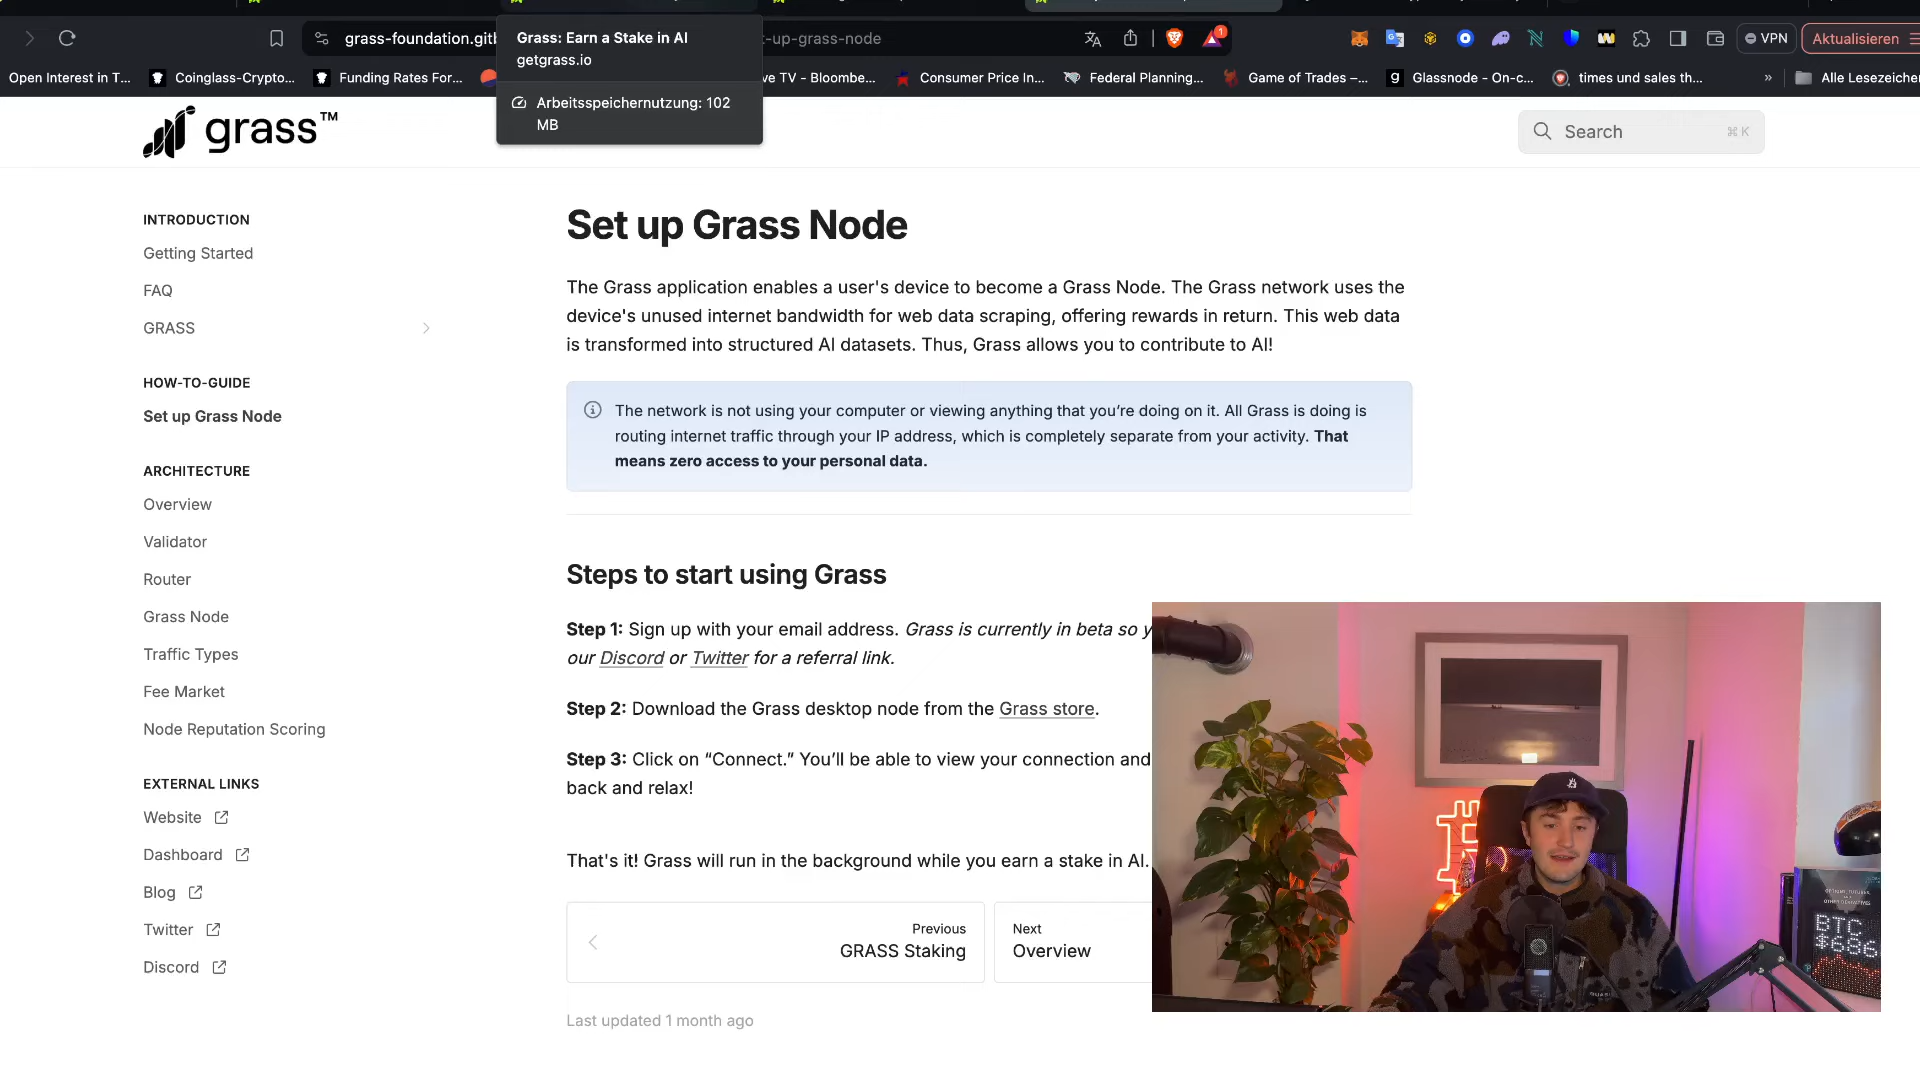 grass-foundation.gitb
t-up-grass-node
1
VPN
Aktualisieren
Grass: Earn a Stake in AI
getgrass.io
Arbeitsspeichernutzung: 102
MB
Open Interest in T...
Coinglass-Crypto...
Funding Rates For...
ve TV - Bloombe...
Consumer Price In...
Federal Planning...
Game of Trades –...
Glassnode - On-c...
times und sales th...
»
Alle Lesezeichen
grass™
Search
⌘ K
INTRODUCTION
Getting Started
FAQ
GRASS
HOW-TO-GUIDE
Set up Grass Node
ARCHITECTURE
Overview
Validator
Router
Grass Node
Traffic Types
Fee Market
Node Reputation Scoring
EXTERNAL LINKS
Website
Dashboard
Blog
Twitter
Discord
Set up Grass Node
The Grass application enables a user's device to become a Grass Node. The Grass network uses the
device's unused internet bandwidth for web data scraping, offering rewards in return. This web data
is transformed into structured AI datasets. Thus, Grass allows you to contribute to AI!
The network is not using your computer or viewing anything that you’re doing on it. All Grass is doing is
routing internet traffic through your IP address, which is completely separate from your activity. That
means zero access to your personal data.
Steps to start using Grass
Step 1: Sign up with your email address. Grass is currently in beta so y
our Discord or Twitter for a referral link.
Step 2: Download the Grass desktop node from the Grass store.
Step 3: Click on “Connect.” You’ll be able to view your connection and
back and relax!
That's it! Grass will run in the background while you earn a stake in AI.
Previous
GRASS Staking
Next
Overview
Last updated 1 month ago
OPTIONS, FUTURES,
AND
OTHER DERIVATIVES
BTC
$686